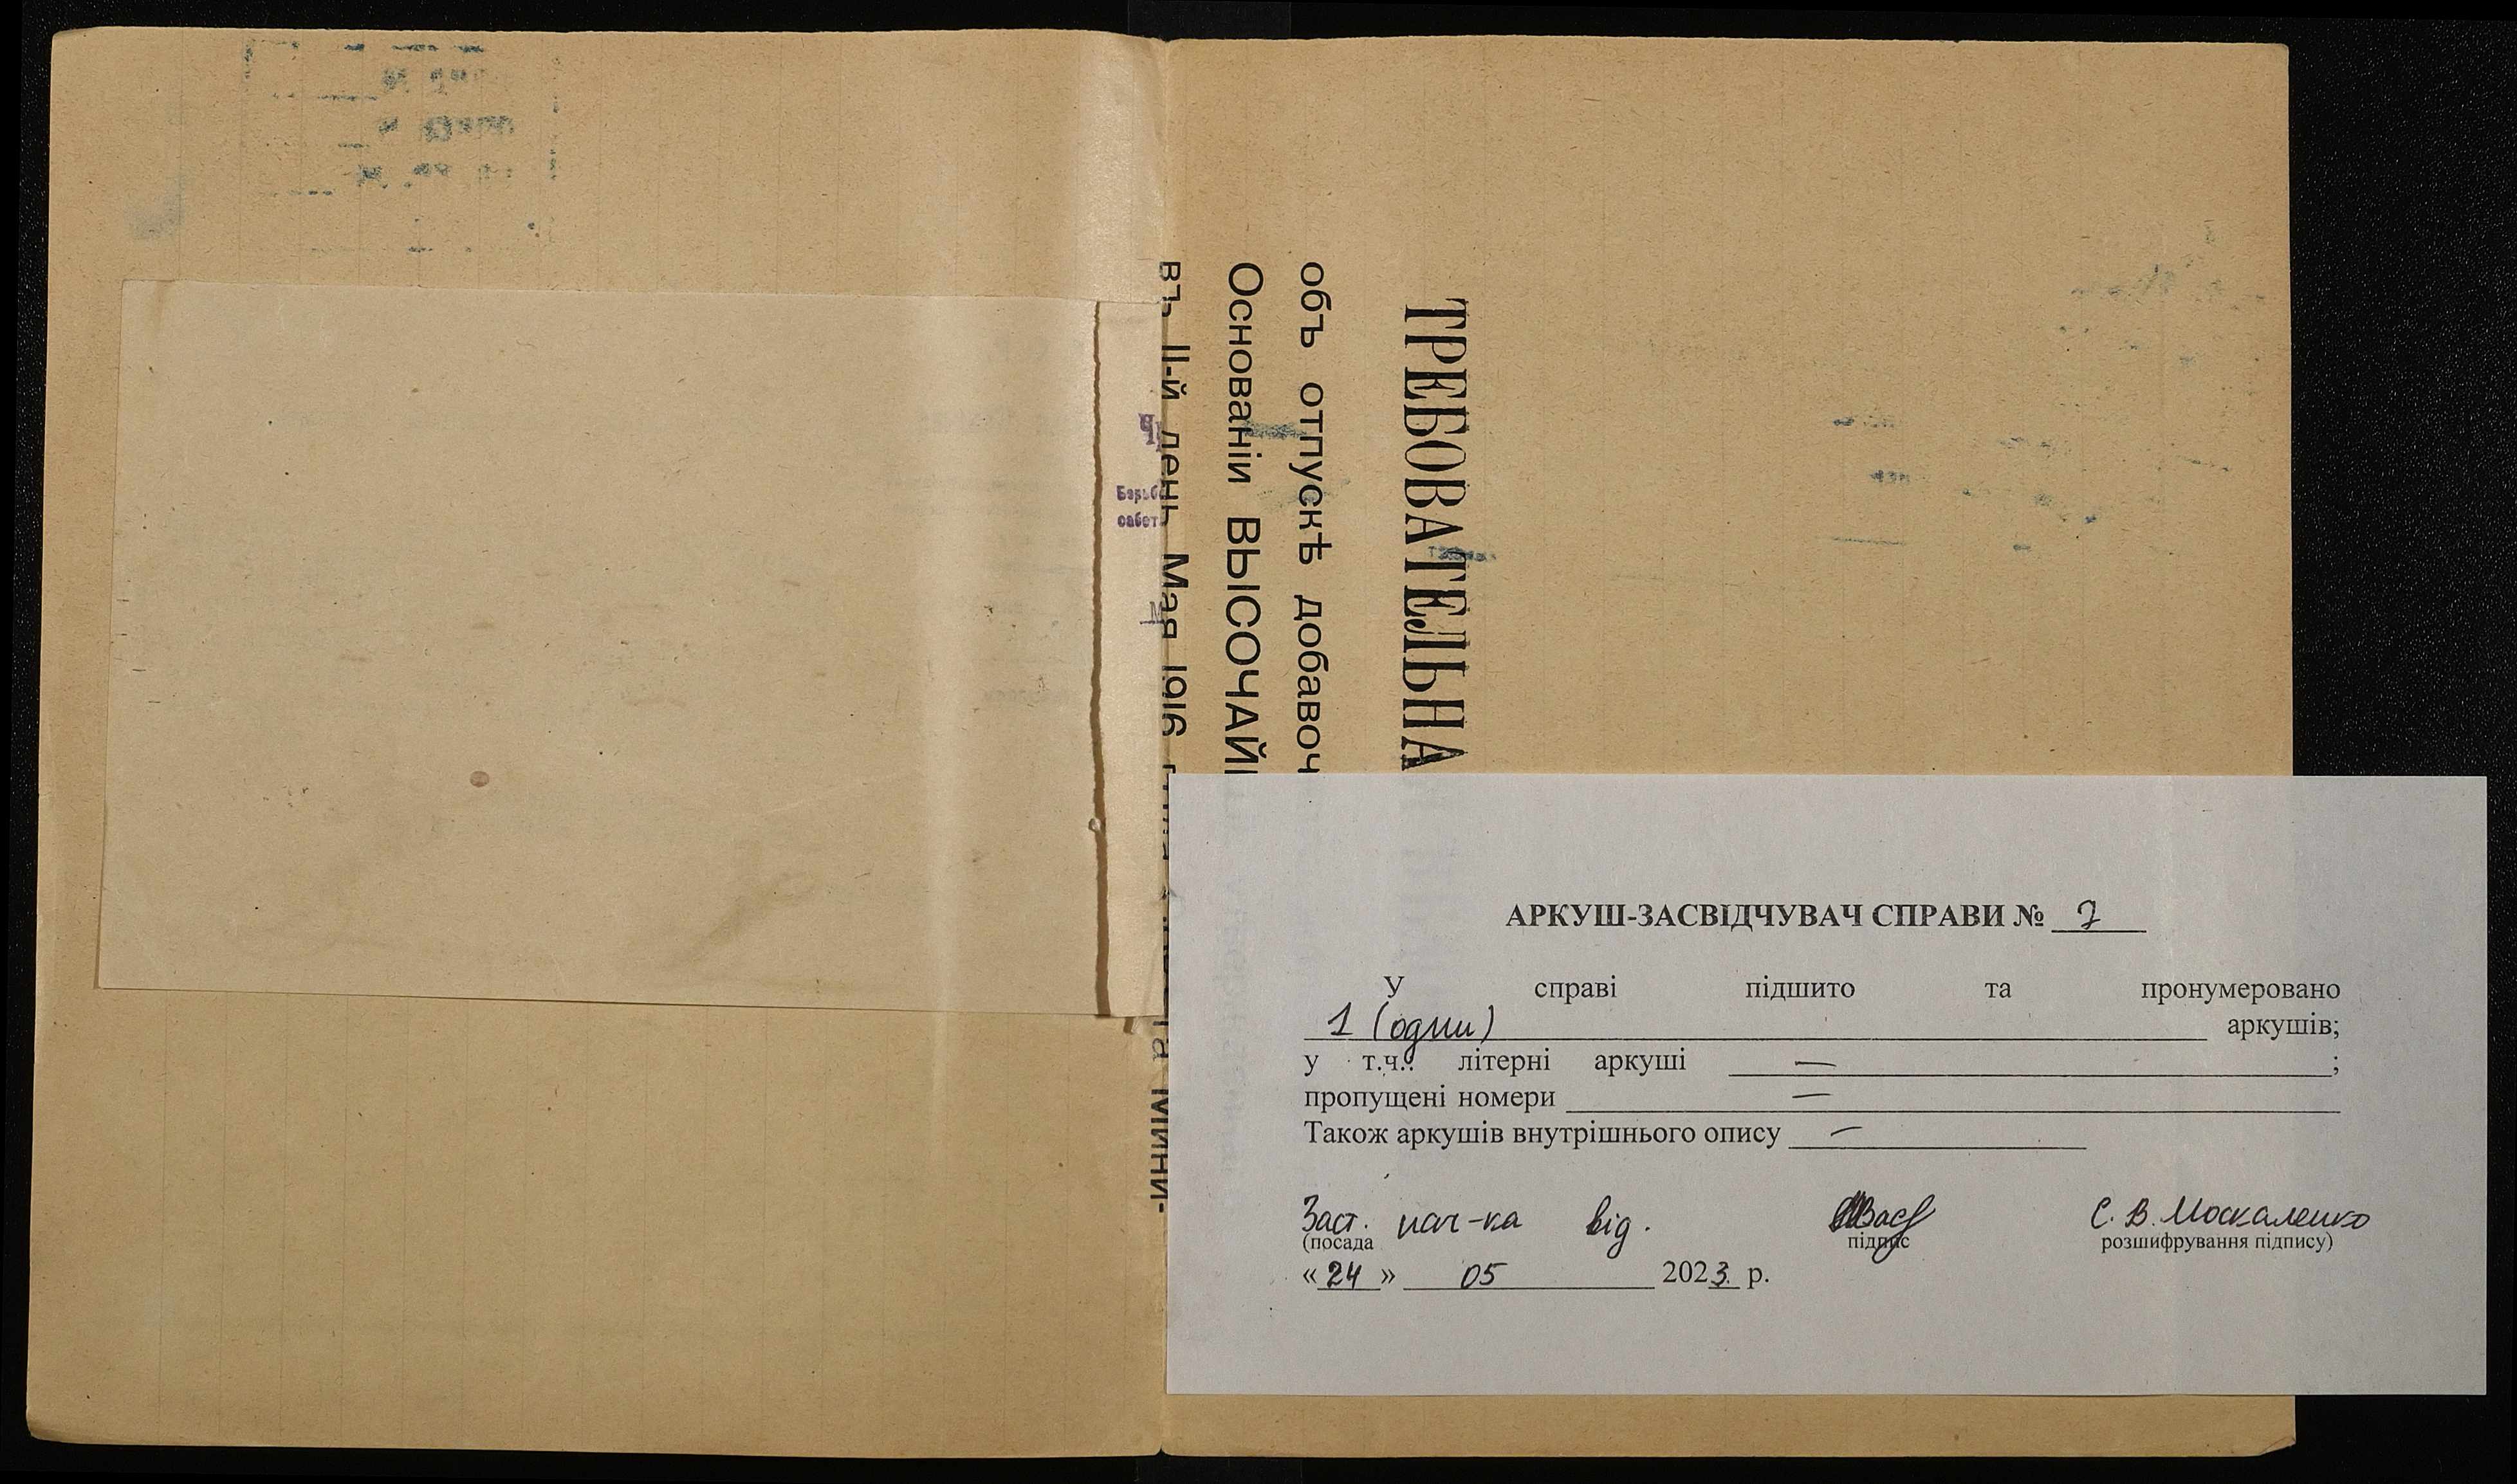 ТРЕБОВАТЕЛЬНА
объ отпускѣ добавоч
Основаніи ВЫСОЧАЙ
въ II-й день Мая 1916
АРКУШ-ЗАСВІДЧУВАЧ СПРАВИ № 7
У справі підшито та пронумеровано
1 (один) аркушів;
у т.ч.: літерні аркуші — ;
пропущені номери —
Також аркушів внутрішнього опису —
Заст. нач-ка від. С. В. Москаленко
(посада підпис розшифрування підпису)
« 24 » 05 2023 р.